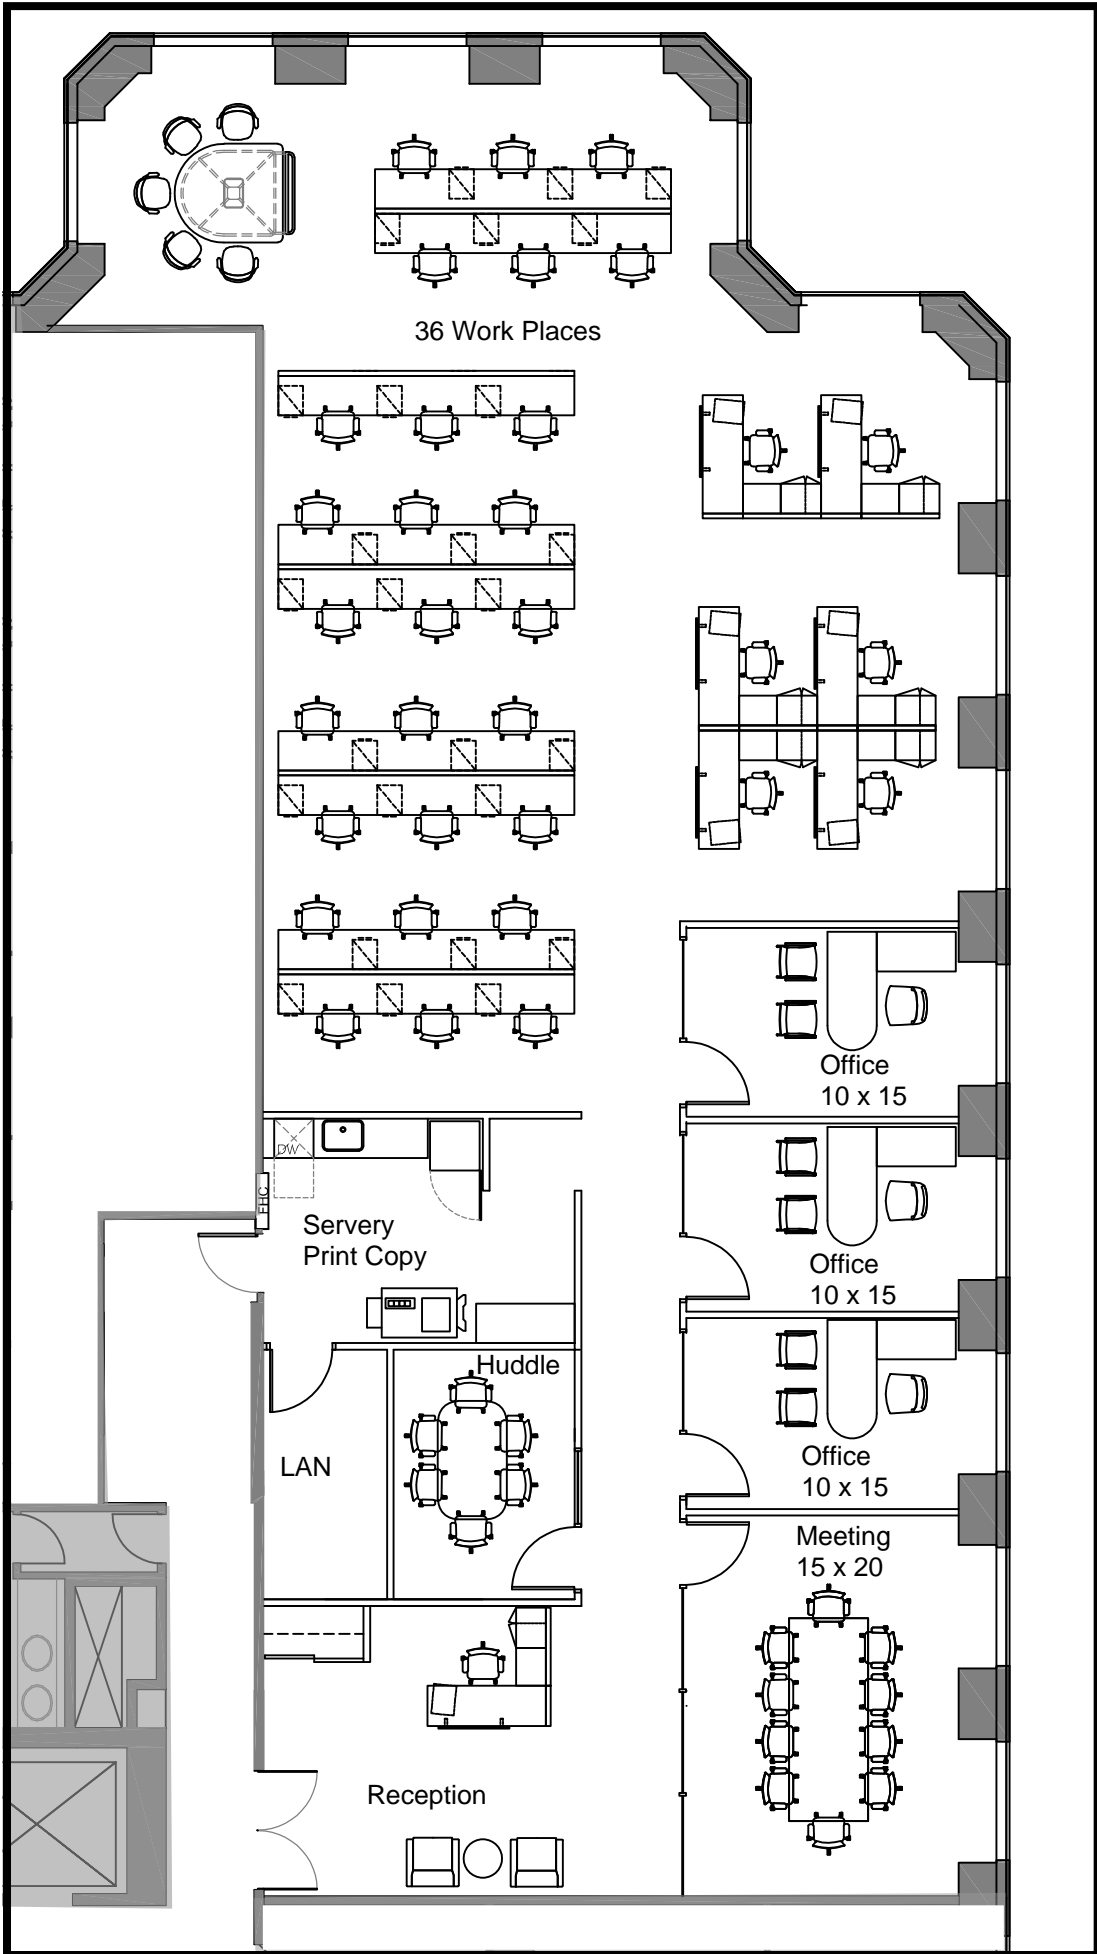 36 Work Places
Office
10 x 15
DW
FHC
Servery
Print Copy
Office
10 x 15
Huddle
LAN
Office
10 x 15
Meeting
15 x 20
Reception